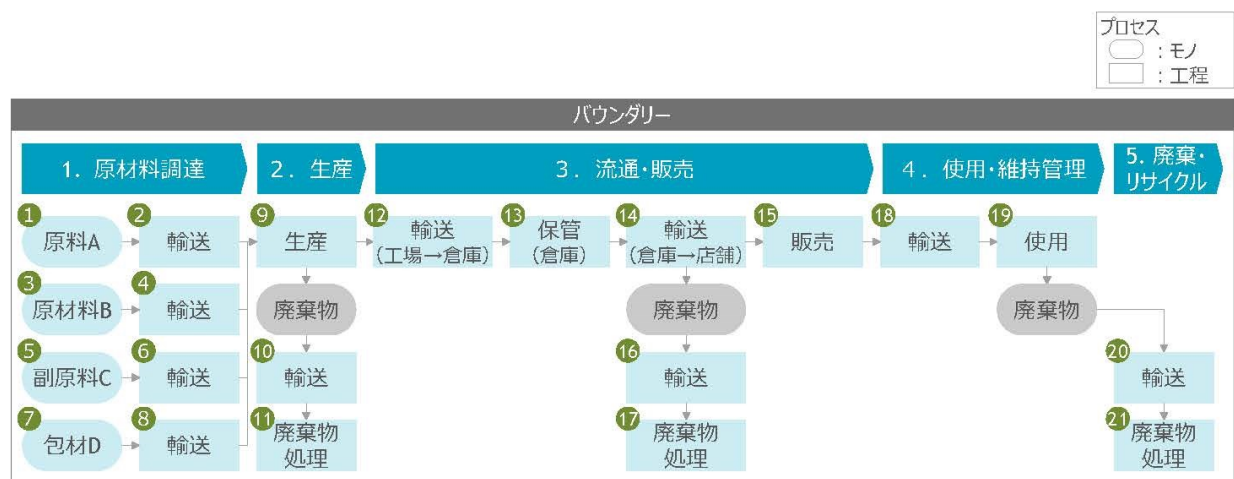 プロセス
：モノ
：工程
バウンダリー
1. 原材料調達
2. 生産
3. 流通・販売
4. 使用・維持管理
5. 廃棄・
リサイクル
1
原料A
2
輸送
9
生産
12
輸送
(工場→倉庫)
13
保管
(倉庫)
14
輸送
(倉庫→店舗)
15
販売
18
輸送
19
使用
3
原材料B
4
輸送
廃棄物
廃棄物
廃棄物
5
副原料C
6
輸送
10
輸送
16
輸送
20
輸送
7
包材D
8
輸送
11
廃棄物
処理
17
廃棄物
処理
21
廃棄物
処理